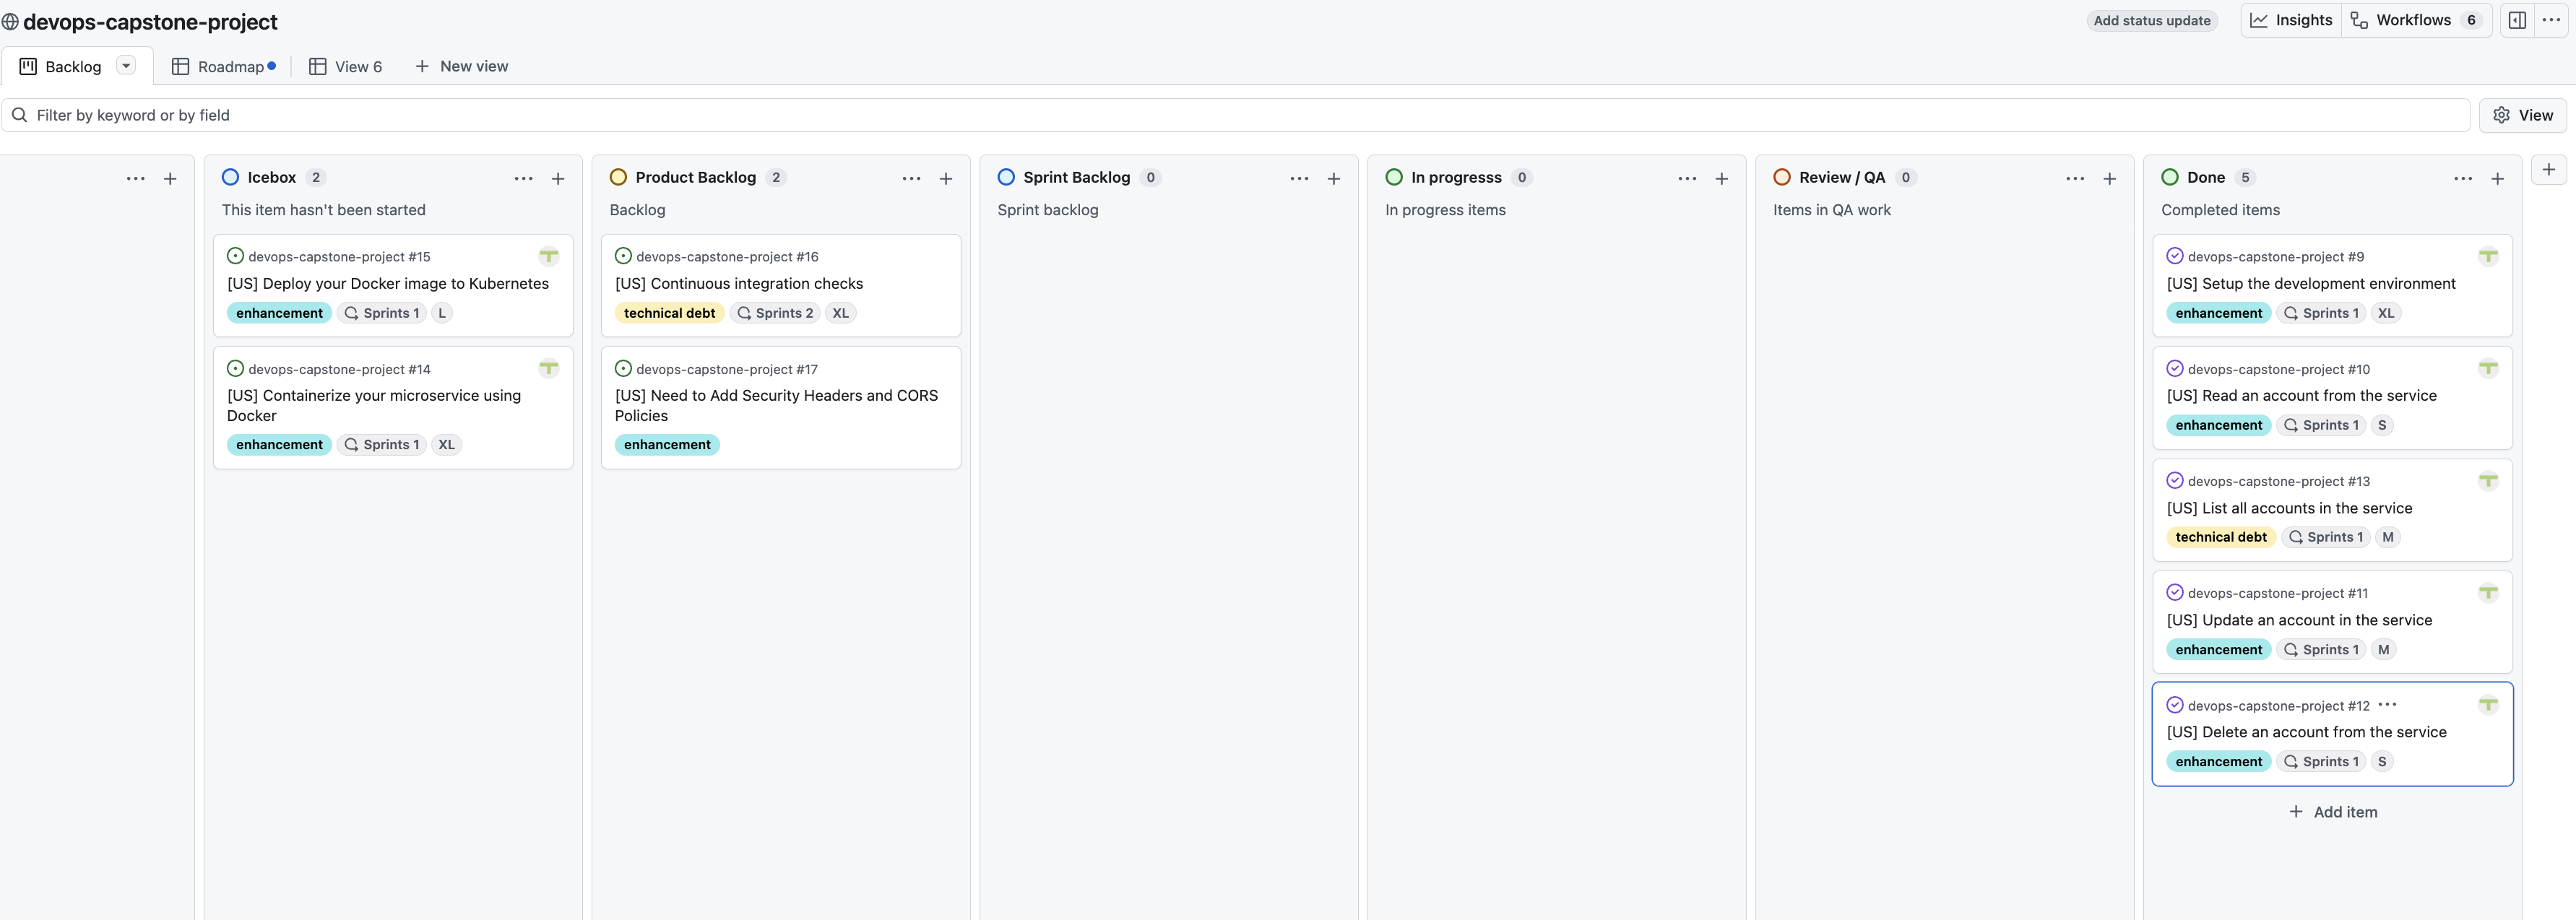 devops-capstone-project
Add status update
Insights
Workflows 6
Backlog
Roadmap
View 6
New view
Filter by keyword or by field
View
Icebox 2
This item hasn't been started
devops-capstone-project #15
[US] Deploy your Docker image to Kubernetes
enhancement Sprints 1 L
devops-capstone-project #14
[US] Containerize your microservice using
Docker
enhancement Sprints 1 XL
Product Backlog 2
Backlog
devops-capstone-project #16
[US] Continuous integration checks
technical debt Sprints 2 XL
devops-capstone-project #17
[US] Need to Add Security Headers and CORS
Policies
enhancement
Sprint Backlog 0
Sprint backlog
In progresss 0
In progress items
Review / QA 0
Items in QA work
Done 5
Completed items
devops-capstone-project #9
[US] Setup the development environment
enhancement Sprints 1 XL
devops-capstone-project #10
[US] Read an account from the service
enhancement Sprints 1 S
devops-capstone-project #13
[US] List all accounts in the service
technical debt Sprints 1 M
devops-capstone-project #11
[US] Update an account in the service
enhancement Sprints 1 M
devops-capstone-project #12
[US] Delete an account from the service
enhancement Sprints 1 S
Add item